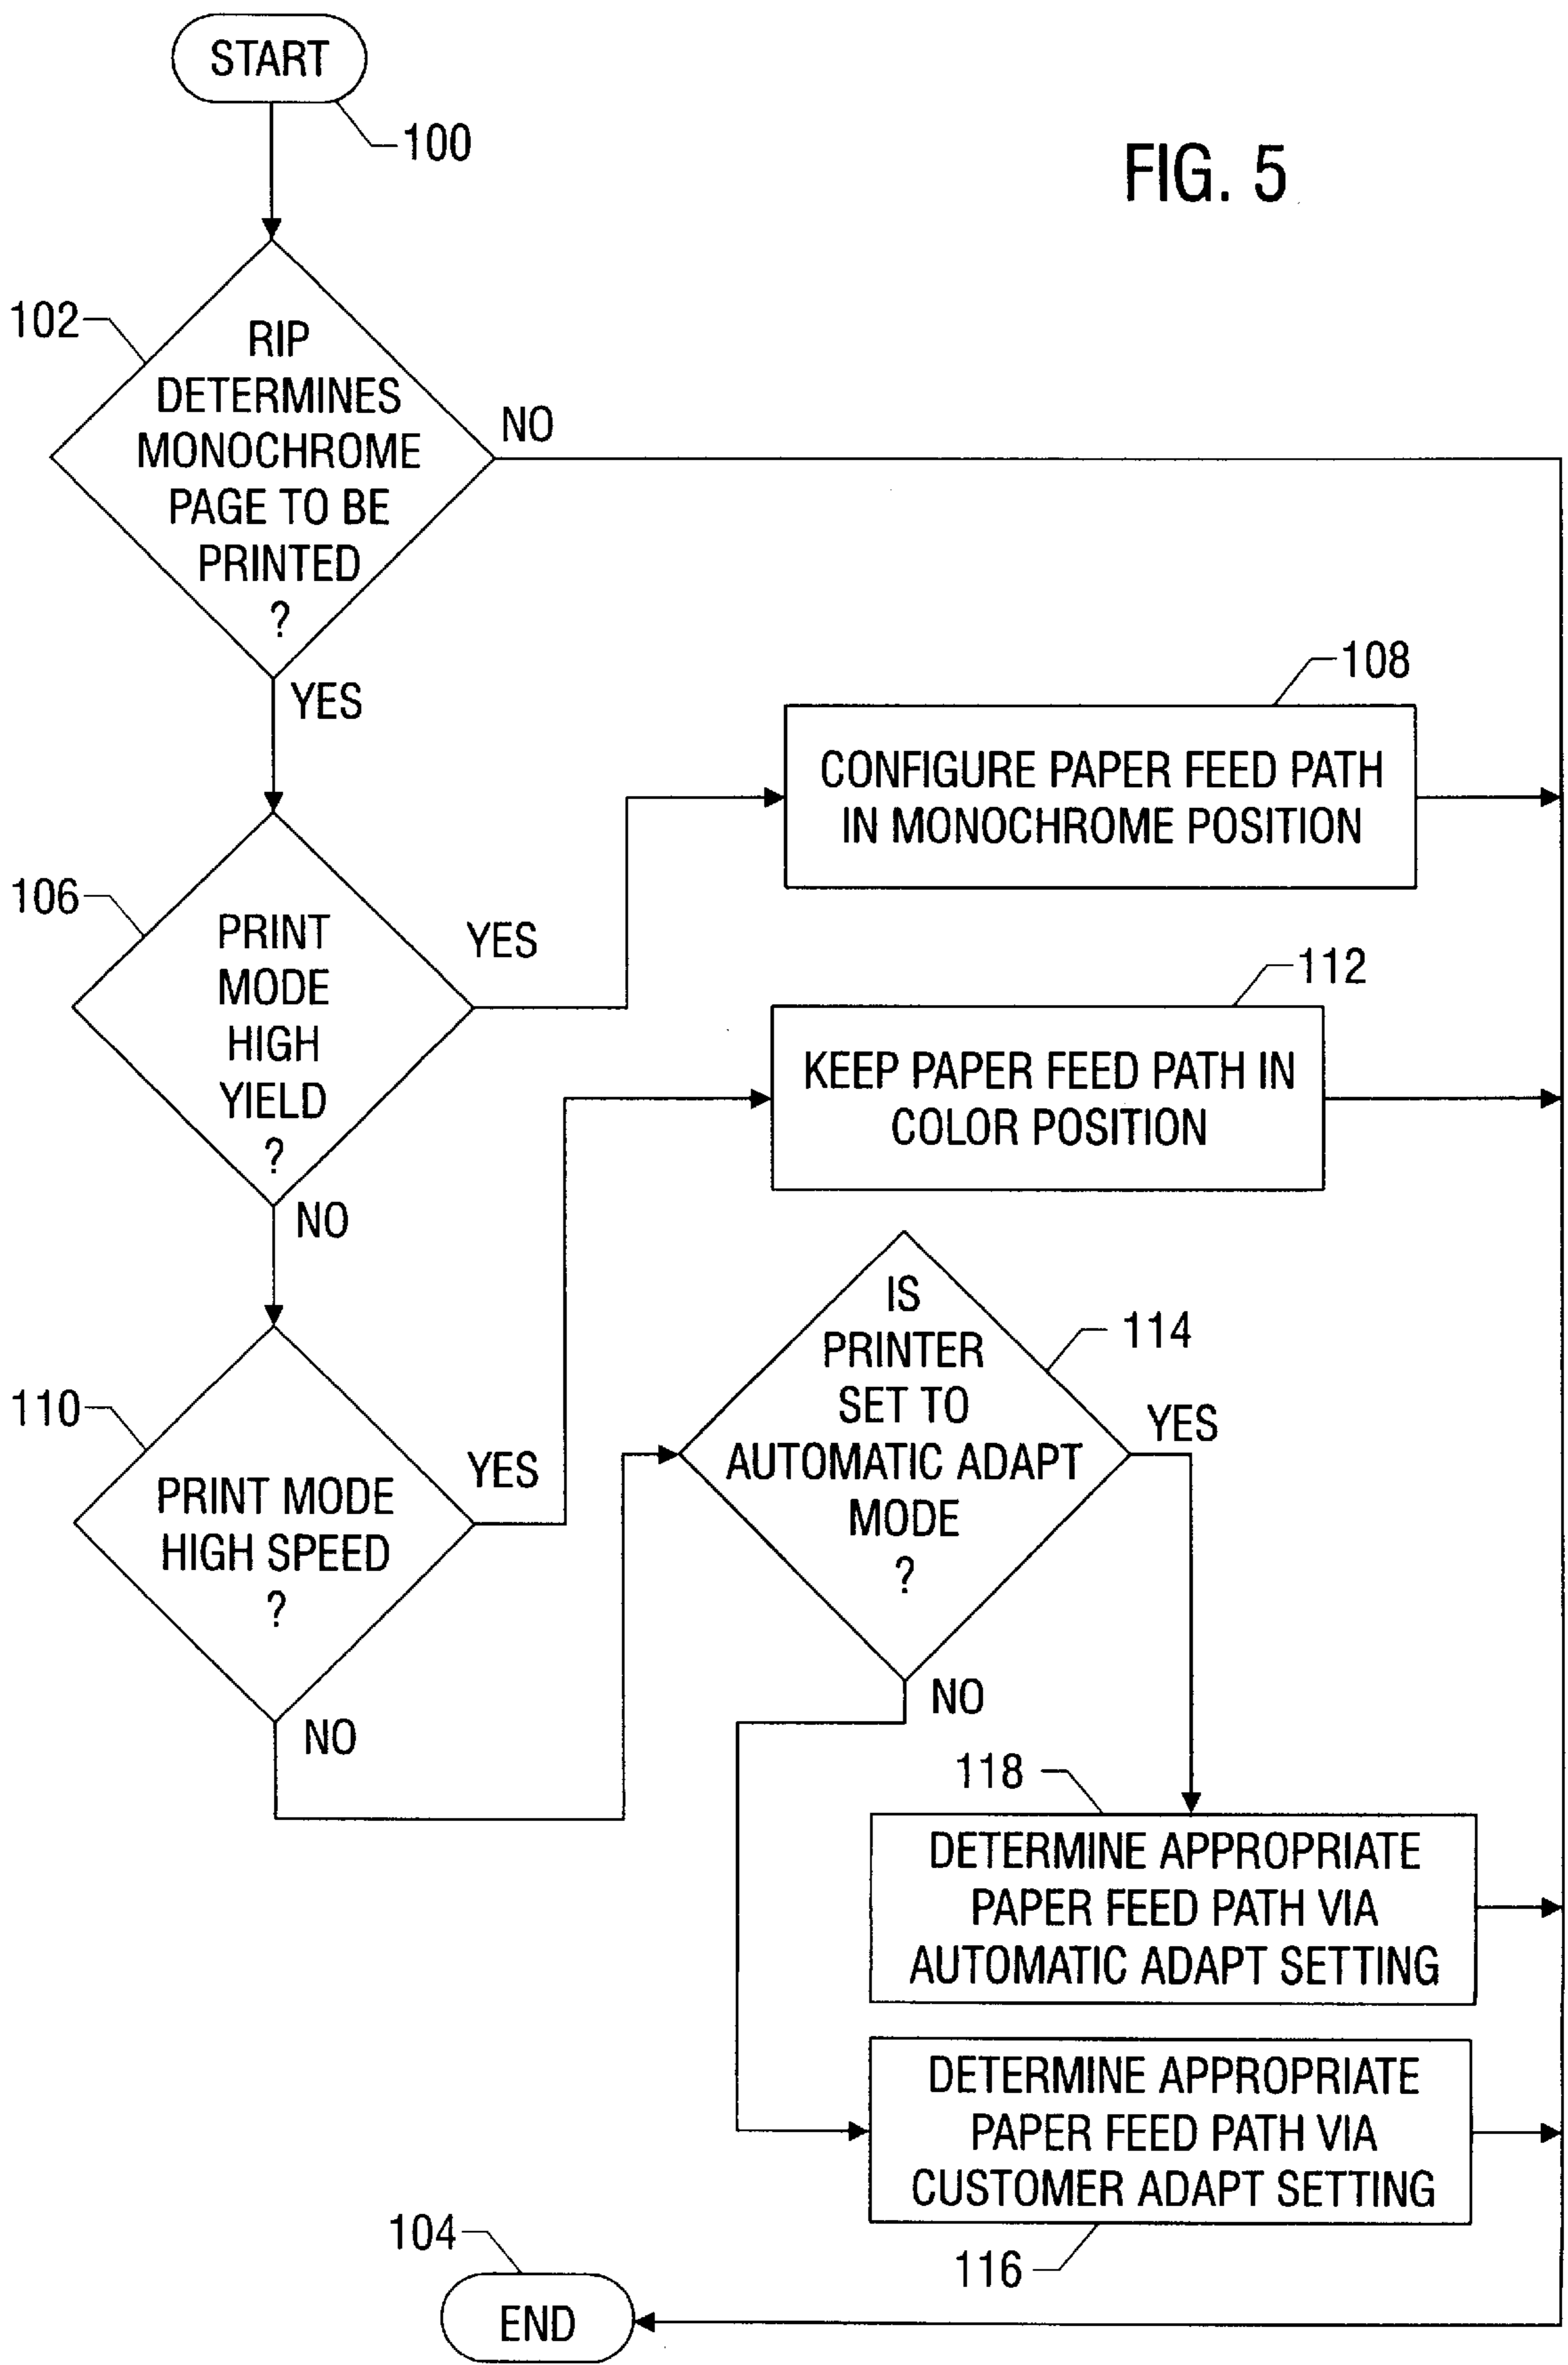 START
100
FIG. 5
102
RIP
DETERMINES
MONOCHROME
PAGE TO BE
PRINTED
?
NO
YES
108
CONFIGURE PAPER FEED PATH
IN MONOCHROME POSITION
106
PRINT
MODE
HIGH
YIELD
?
YES
NO
112
KEEP PAPER FEED PATH IN
COLOR POSITION
110
PRINT MODE
HIGH SPEED
?
YES
NO
114
IS
PRINTER
SET TO
AUTOMATIC ADAPT
MODE
?
YES
NO
118
DETERMINE APPROPRIATE
PAPER FEED PATH VIA
AUTOMATIC ADAPT SETTING
DETERMINE APPROPRIATE
PAPER FEED PATH VIA
CUSTOMER ADAPT SETTING
116
104
END